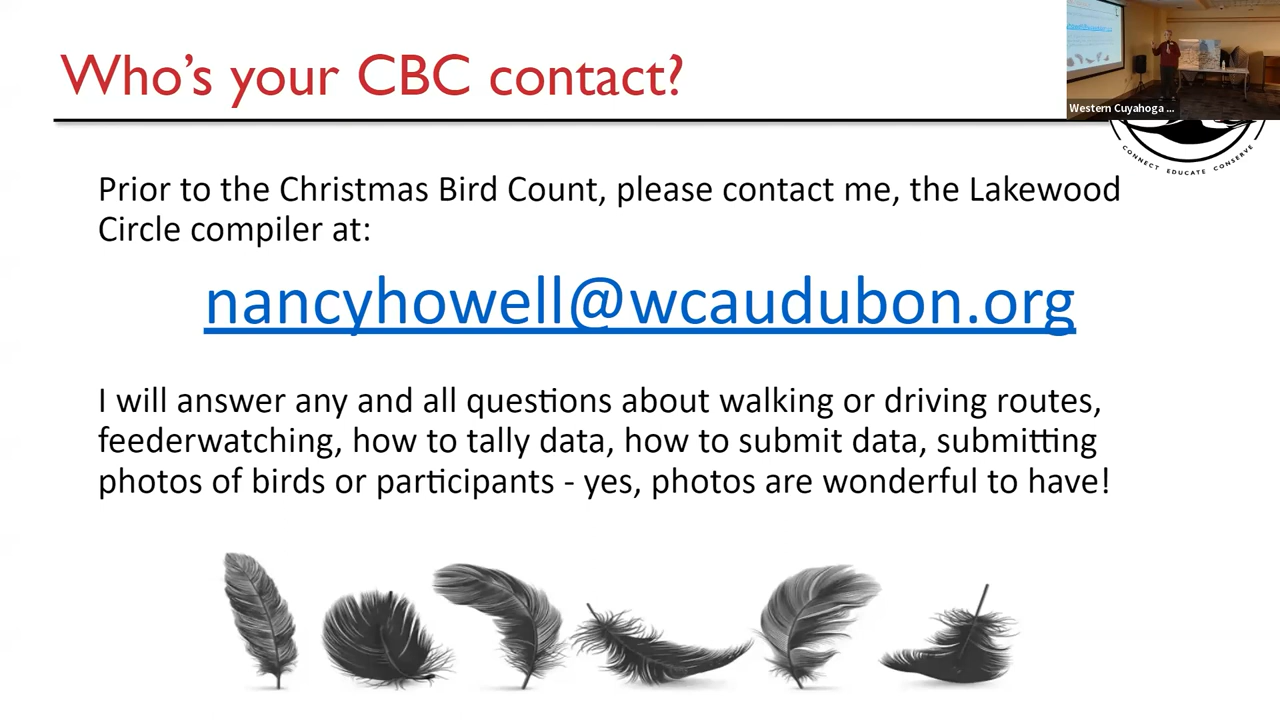 Who's your CBC contact?
Western Cuyahoga ...
CONNECT EDUCATE CONSERVE
Prior to the Christmas Bird Count, please contact me, the Lakewood
Circle compiler at:
nancyhowell@wcaudubon.org
I will answer any and all questions about walking or driving routes,
feederwatching, how to tally data, how to submit data, submitting
photos of birds or participants - yes, photos are wonderful to have!